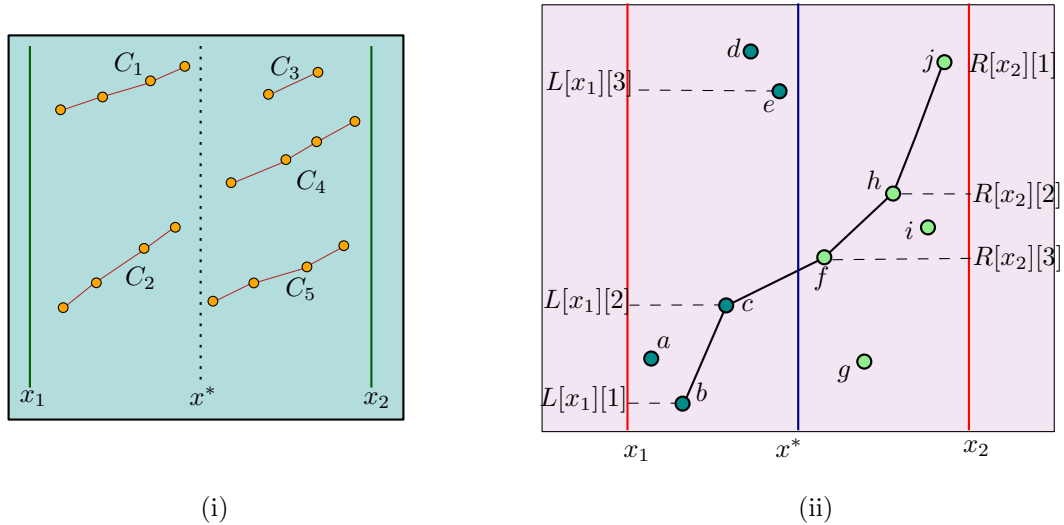 C₁
C₃
C₄
C₂
C₅
x₁ x* x₂
(i)
d
j
R[x₂][1]
L[x₁][3]
e
h
R[x₂][2]
i
R[x₂][3]
f
L[x₁][2]
c
a
g
L[x₁][1]
b
x₁ x* x₂
(ii)